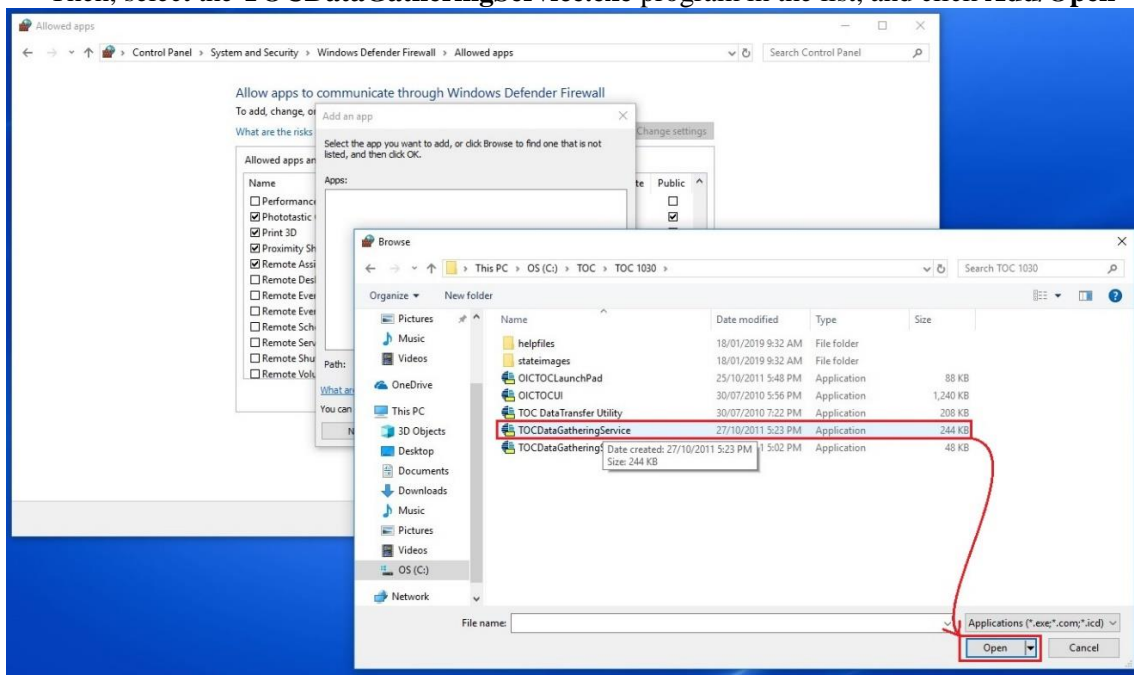 Then, select the TOCDataGatheringService.exe program in the list, and click Add/Open
Allowed apps
Control Panel > System and Security > Windows Defender Firewall > Allowed apps
Search Control Panel
Allow apps to communicate through Windows Defender Firewall
To add, change, or
What are the risks
Change settings
Add an app
Select the app you want to add, or click Browse to find one that is not
listed, and then click OK.
Apps:
Allowed apps an
Name
te Public
Performance
Phototastic
Print 3D
Proximity Sh
Remote Assi
Remote Des
Remote Eve
Remote Eve
Remote Sch
Remote Serv
Remote Shu
Remote Volu
Path:
What ar
You can
N
Browse
This PC > OS (C:) > TOC > TOC 1030 >
Search TOC 1030
Organize New folder
Name Date modified Type Size
Pictures
Music
Videos
OneDrive
This PC
3D Objects
Desktop
Documents
Downloads
Music
Pictures
Videos
OS (C:)
Network
helpfiles 18/01/2019 9:32 AM File folder
stateimages 18/01/2019 9:32 AM File folder
OICTOCLaunchPad 25/10/2011 5:48 PM Application 88 KB
OICTOCUI 30/07/2010 5:56 PM Application 1,240 KB
TOC DataTransfer Utility 30/07/2010 7:22 PM Application 208 KB
TOCDataGatheringService 27/10/2011 5:23 PM Application 244 KB
TOCDataGathering 1 5:02 PM Application 48 KB
Date created: 27/10/2011 5:23 PM
Size: 244 KB
File name:
Applications (*.exe;*.com;*.icd)
Open Cancel